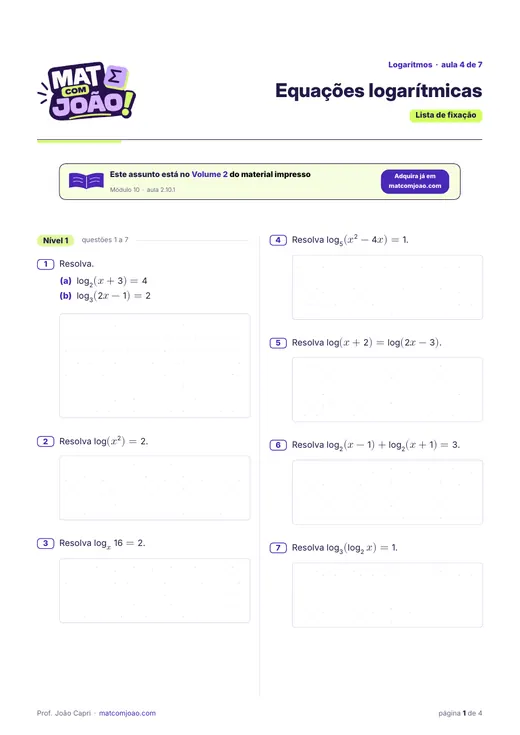 MAT Σ
COM
JOÃO!
Logaritmos · aula 4 de 7
Equações logarítmicas
Lista de fixação
Este assunto está no Volume 2 do material impresso
Módulo 10 · aula 2.10.1
Adquira já em
matcomjoao.com
Nível 1 questões 1 a 7
1 Resolva.
(a) log₂(x + 3) = 4
(b) log₃(2x − 1) = 2
2 Resolva log(x²) = 2.
3 Resolva logₓ 16 = 2.
4 Resolva log₅(x² − 4x) = 1.
5 Resolva log(x + 2) = log(2x − 3).
6 Resolva log₂(x − 1) + log₂(x + 1) = 3.
7 Resolva log₃(log₂ x) = 1.
Prof. João Capri · matcomjoao.com
página 1 de 4